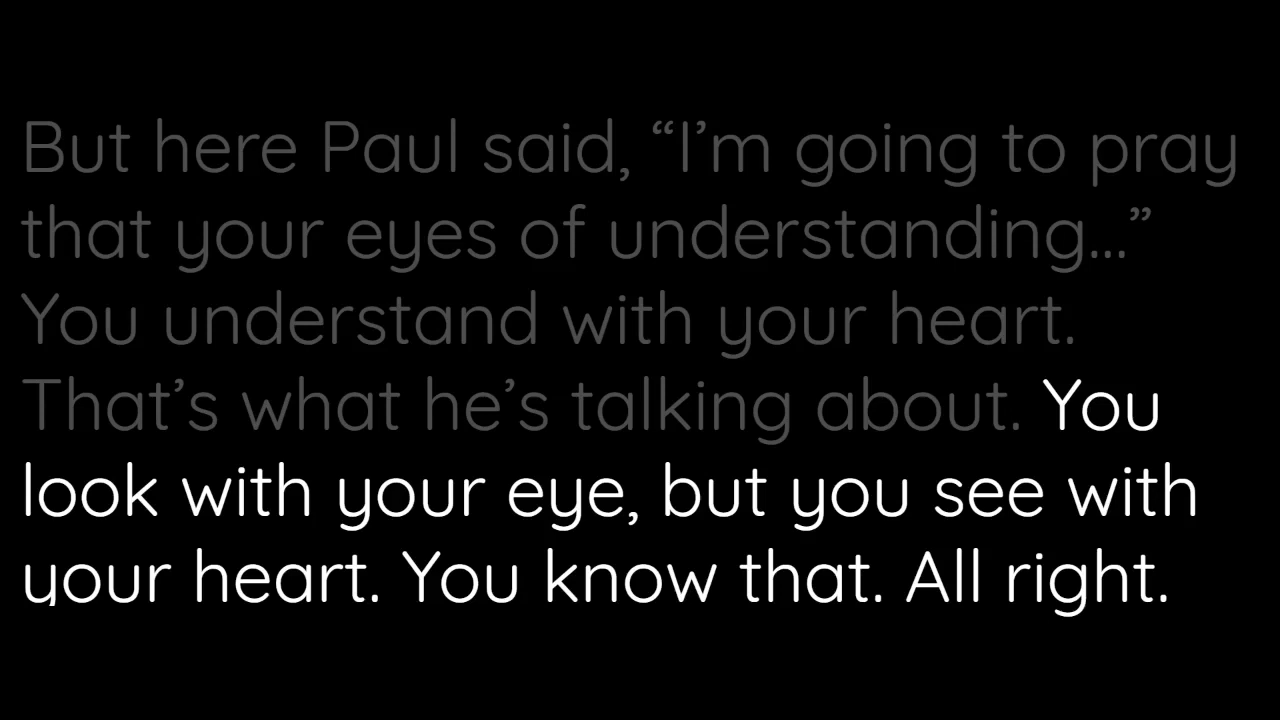 But here Paul said, “I’m going to pray
that your eyes of understanding...”
You understand with your heart.
That’s what he’s talking about. You
look with your eye, but you see with
your heart. You know that. All right.